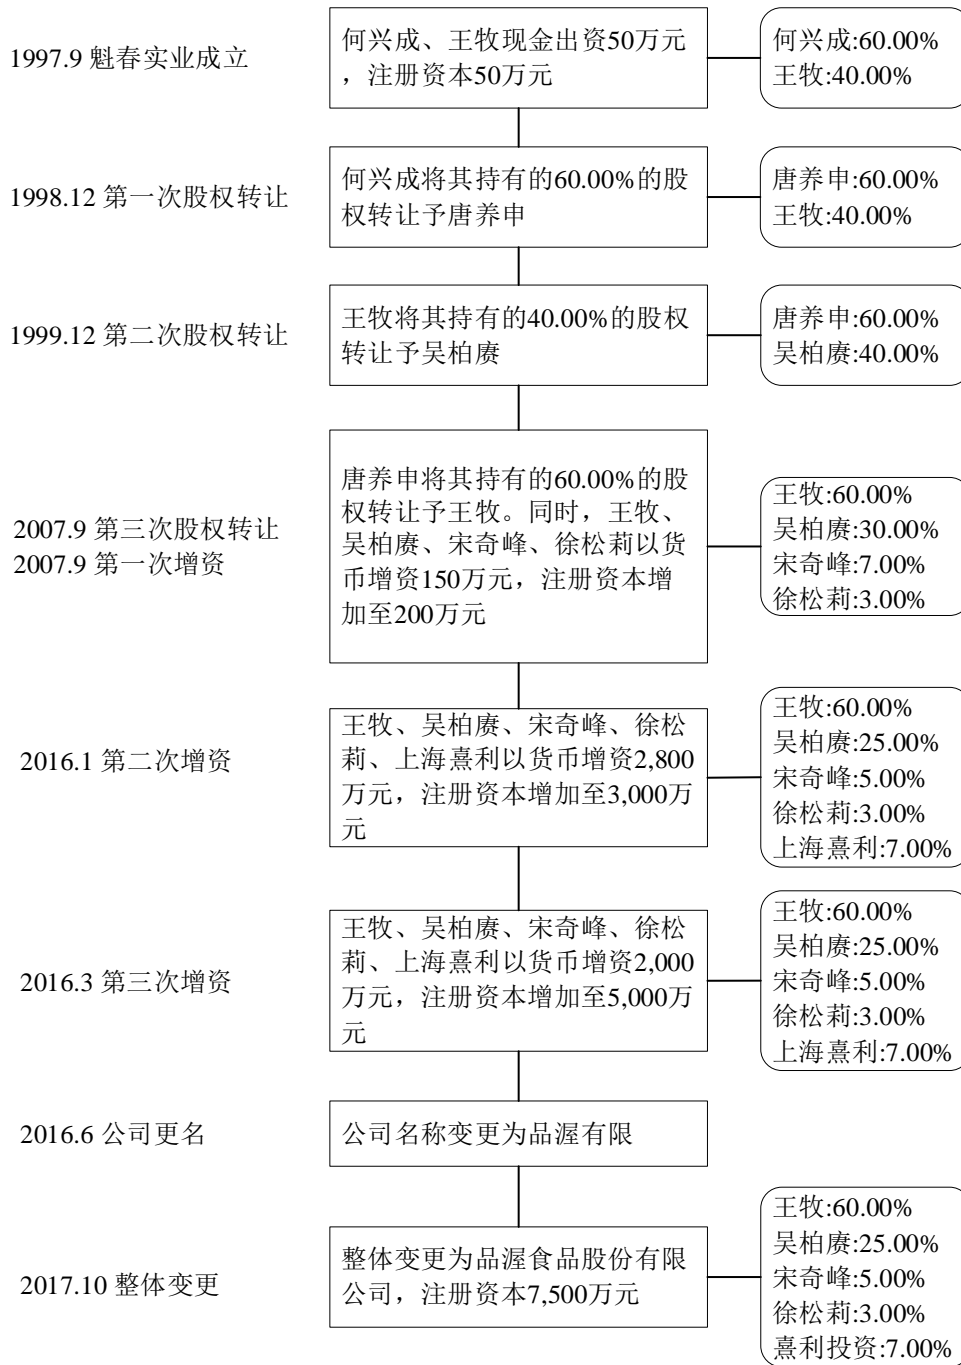 1997.9 魁春实业成立
何兴成、王牧现金出资50万元
，注册资本50万元
何兴成:60.00%
王牧:40.00%
1998.12 第一次股权转让
何兴成将其持有的60.00%的股
权转让予唐养申
唐养申:60.00%
王牧:40.00%
1999.12 第二次股权转让
王牧将其持有的40.00%的股权
转让予吴柏赓
唐养申:60.00%
吴柏赓:40.00%
2007.9 第三次股权转让
2007.9 第一次增资
唐养申将其持有的60.00%的股
权转让予王牧。同时，王牧、
吴柏赓、宋奇峰、徐松莉以货
币增资150万元，注册资本增
加至200万元
王牧:60.00%
吴柏赓:30.00%
宋奇峰:7.00%
徐松莉:3.00%
2016.1 第二次增资
王牧、吴柏赓、宋奇峰、徐松
莉、上海熹利以货币增资2,800
万元，注册资本增加至3,000万
元
王牧:60.00%
吴柏赓:25.00%
宋奇峰:5.00%
徐松莉:3.00%
上海熹利:7.00%
2016.3 第三次增资
王牧、吴柏赓、宋奇峰、徐松
莉、上海熹利以货币增资2,000
万元，注册资本增加至5,000万
元
王牧:60.00%
吴柏赓:25.00%
宋奇峰:5.00%
徐松莉:3.00%
上海熹利:7.00%
2016.6 公司更名
公司名称变更为品渥有限
2017.10 整体变更
整体变更为品渥食品股份有限
公司，注册资本7,500万元
王牧:60.00%
吴柏赓:25.00%
宋奇峰:5.00%
徐松莉:3.00%
熹利投资:7.00%